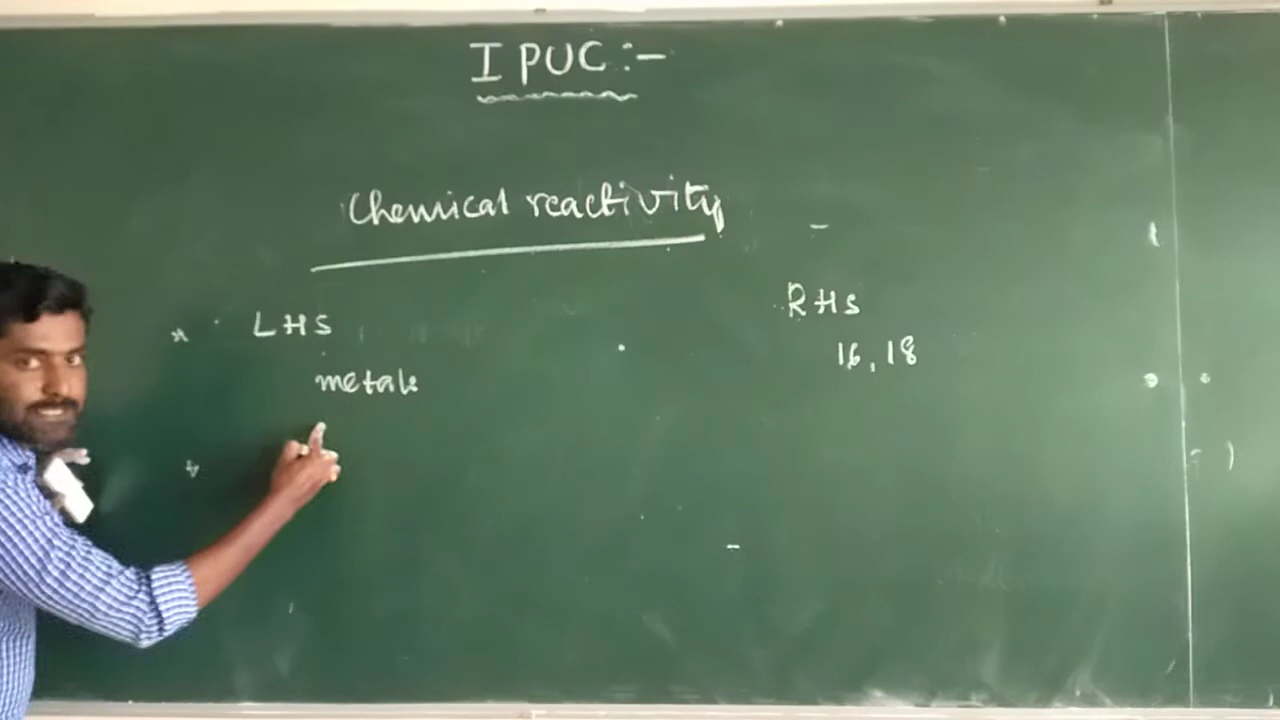 I PUC :-
Chemical reactivity
LHS
RHS
metals
16, 18